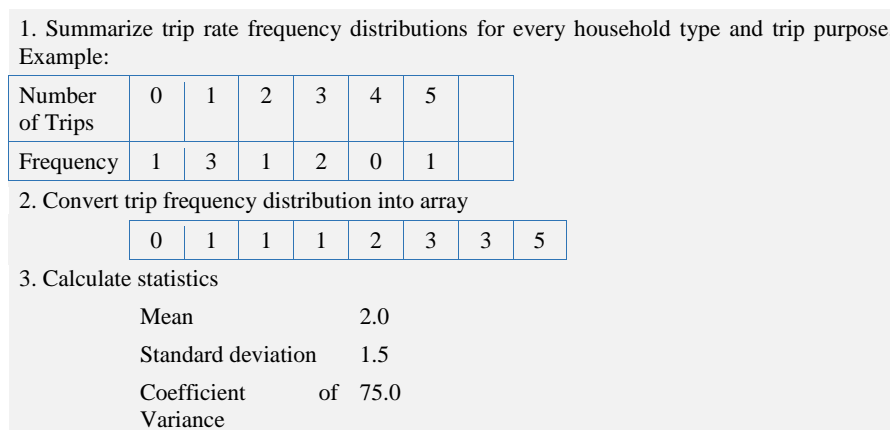 1. Summarize trip rate frequency distributions for every household type and trip purpose
Example:
Number of Trips 0 1 2 3 4 5
Frequency 1 3 1 2 0 1
2. Convert trip frequency distribution into array
0 1 1 1 2 3 3 5
3. Calculate statistics
Mean 2.0
Standard deviation 1.5
Coefficient of 75.0
Variance